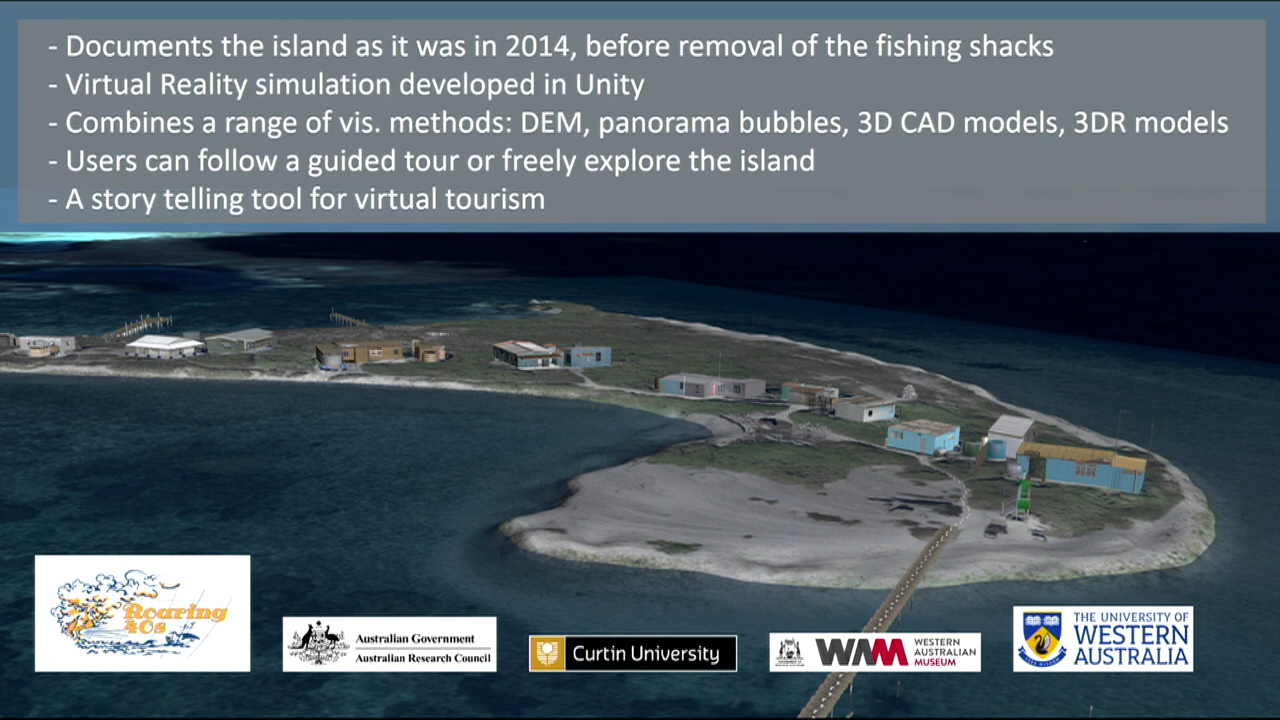 - Documents the island as it was in 2014, before removal of the fishing shacks
- Virtual Reality simulation developed in Unity
- Combines a range of vis. methods: DEM, panorama bubbles, 3D CAD models, 3DR models
- Users can follow a guided tour or freely explore the island
- A story telling tool for virtual tourism
Roaring
40s
Australian Government
Australian Research Council
Curtin University
WAM
WESTERN
AUSTRALIAN
MUSEUM
THE UNIVERSITY OF
WESTERN
AUSTRALIA